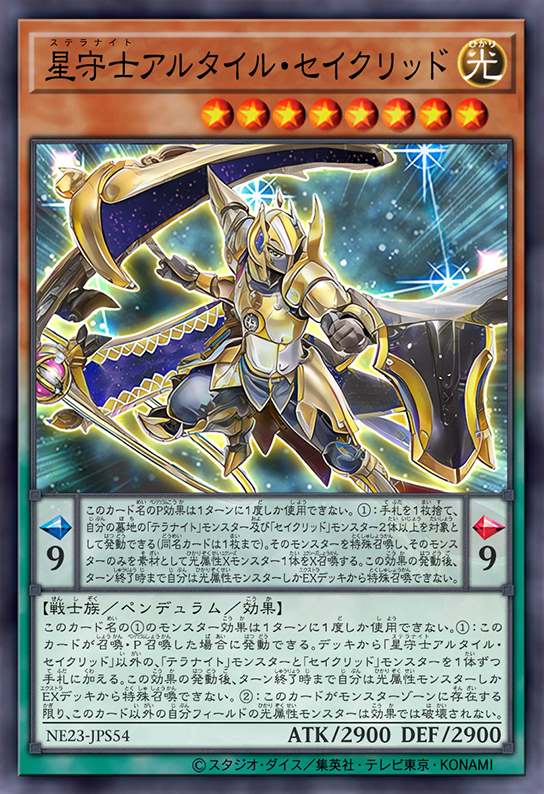 ステラナイト
星守士アルタイル・セイクリッド
ひかり
光
このカード名のP効果は1ターンに1度しか使用できない。①:手札を1枚捨て、
自分の墓地の「テラナイト」モンスター及び「セイクリッド」モンスター2体以上を対象と
して発動できる(同名カードは1枚まで)。そのモンスターを特殊召喚し、そのモンス
ターのみを素材として光属性Xモンスター1体をX召喚する。この効果の発動後、
ターン終了時まで自分は光属性モンスターしかEXデッキから特殊召喚できない。
9
9
【戦士族/ペンデュラム/効果】
このカード名の①のモンスター効果は1ターンに1度しか使用できない。①:この
カードが召喚・P召喚した場合に発動できる。デッキから「星守士アルタイル・
セイクリッド」以外の、「テラナイト」モンスターと「セイクリッド」モンスターを1体ずつ
手札に加える。この効果の発動後、ターン終了時まで自分は光属性モンスターしか
EXデッキから特殊召喚できない。②:このカードがモンスターゾーンに存在する
限り、このカード以外の自分フィールドの光属性モンスターは効果では破壊されない。
NE23-JPS54
ATK/2900 DEF/2900
©スタジオ・ダイス/集英社・テレビ東京・KONAMI